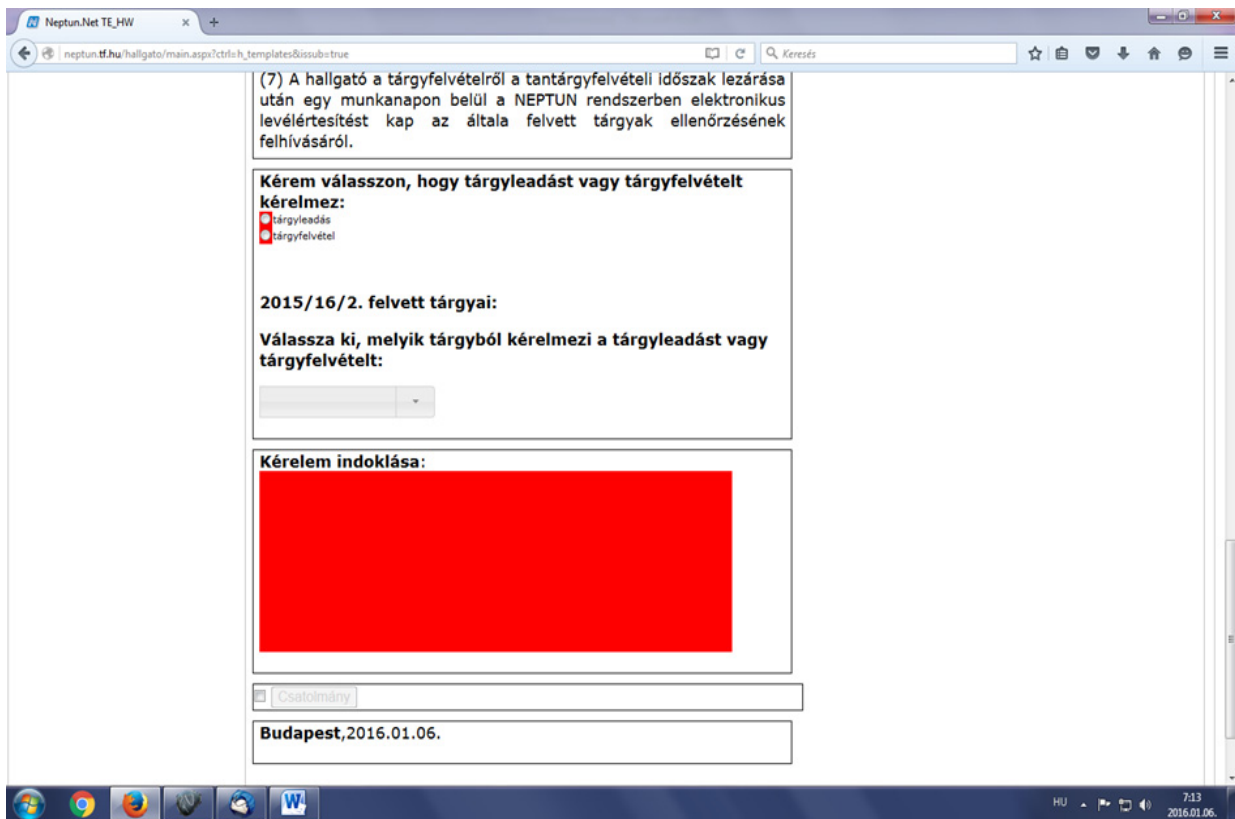 Neptun.Net TE_HW
neptun.tf.hu/hallgato/main.aspx?ctrl=h_templates&issub=true
Keresés
(7) A hallgató a tárgyfelvételről a tantárgyfelvételi időszak lezárása
után egy munkanapon belül a NEPTUN rendszerben elektronikus
levélértesítést kap az általa felvett tárgyak ellenőrzésének
felhívásáról.
Kérem válasszon, hogy tárgyleadást vagy tárgyfelvételt
kérelmez:
tárgyleadás
tárgyfelvétel
2015/16/2. felvett tárgyai:
Válassza ki, melyik tárgyból kérelmezi a tárgyleadást vagy
tárgyfelvételt:
Kérelem indoklása:
Csatolmány
Budapest,2016.01.06.
HU
7:13
2016.01.06.